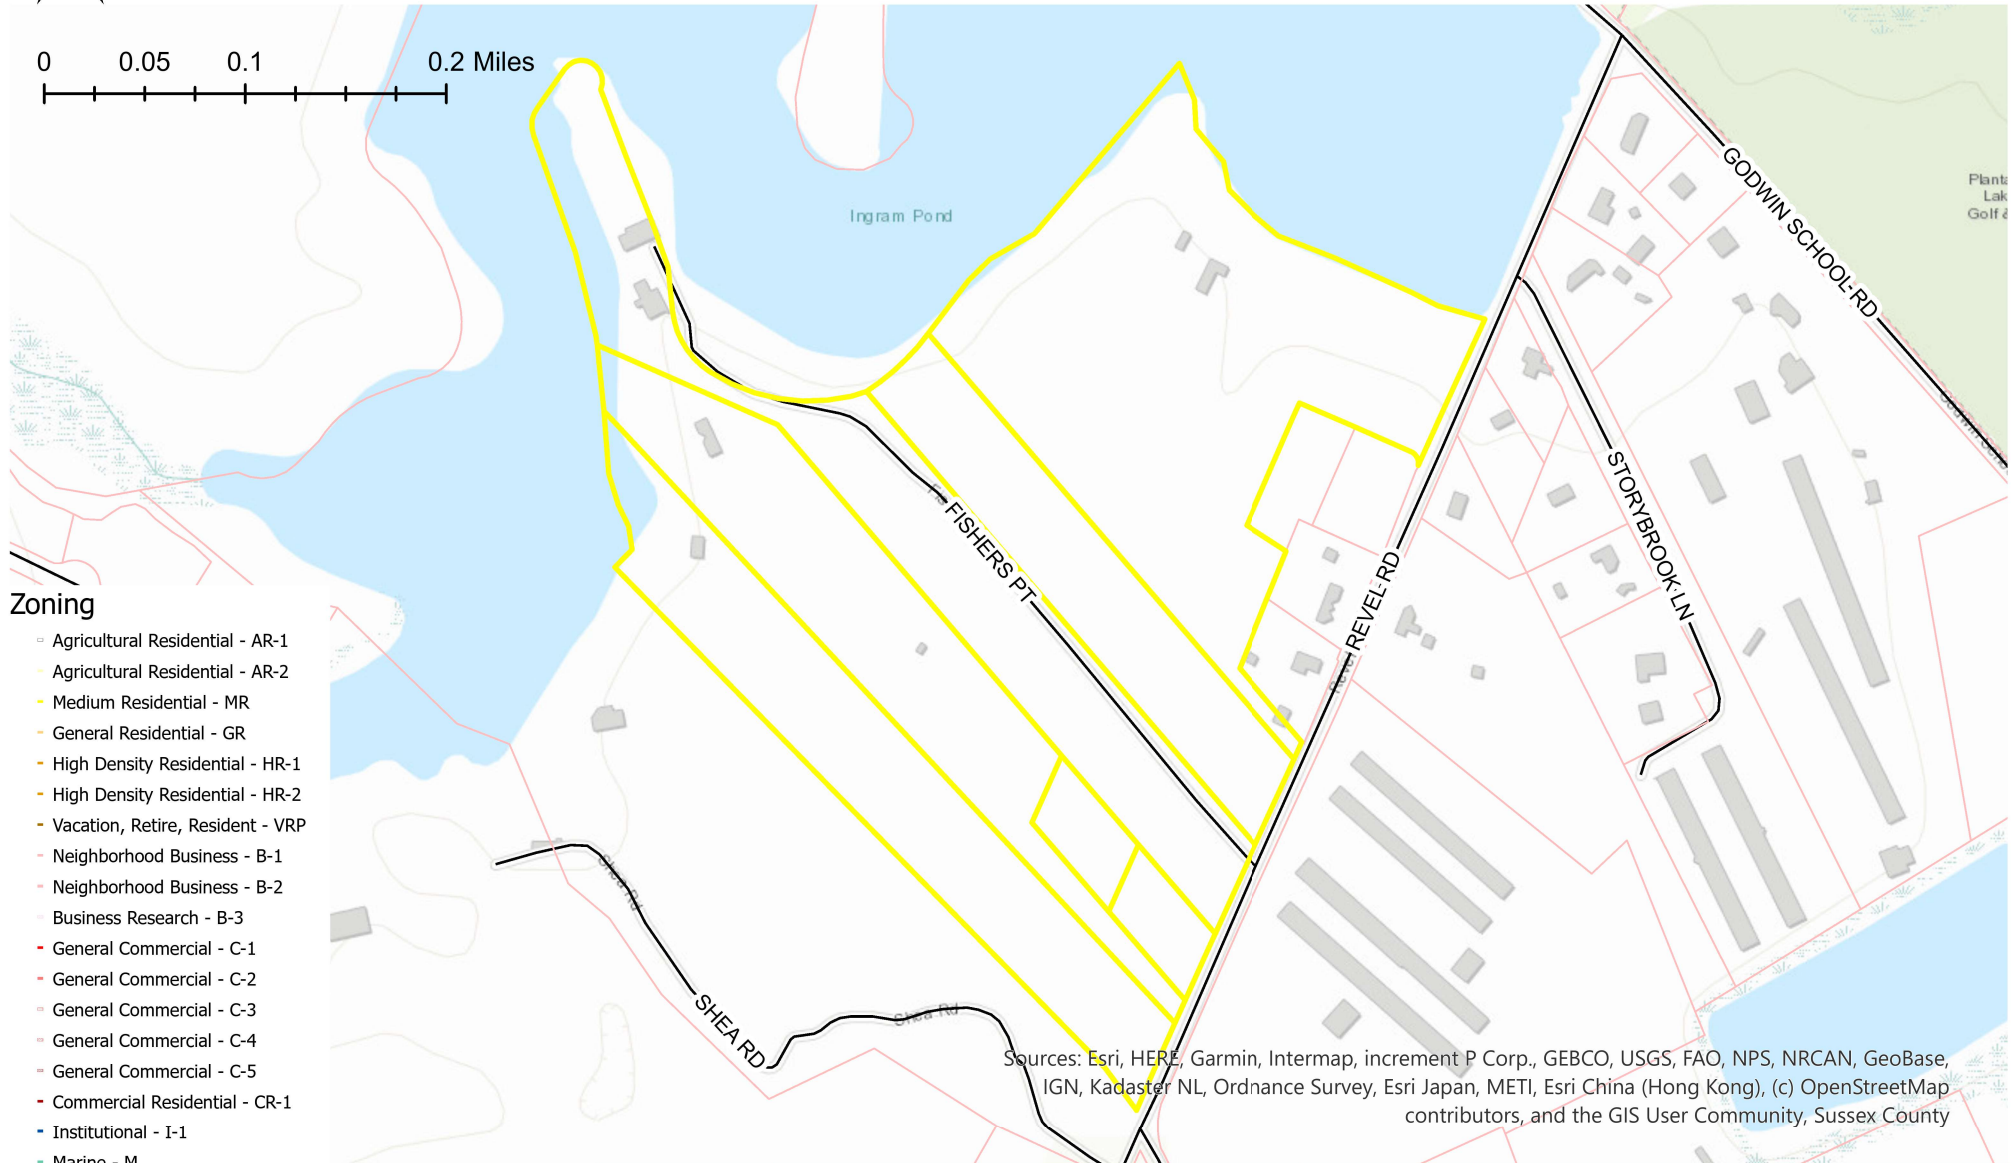 0 0.05 0.1 0.2 Miles
Ingram Pond
GODWIN SCHOOL RD
Golf &
FISHERS PT
REVEL RD
STORYBROOK LN
Shea Rd
SHEA RD
Shea Rd
Zoning
Agricultural Residential - AR-1
Agricultural Residential - AR-2
Medium Residential - MR
General Residential - GR
High Density Residential - HR-1
High Density Residential - HR-2
Vacation, Retire, Resident - VRP
Neighborhood Business - B-1
Neighborhood Business - B-2
Business Research - B-3
General Commercial - C-1
General Commercial - C-2
General Commercial - C-3
General Commercial - C-4
General Commercial - C-5
Commercial Residential - CR-1
Institutional - I-1
Marine - M
Sources: Esri, HERE, Garmin, Intermap, increment P Corp., GEBCO, USGS, FAO, NPS, NRCAN, GeoBase,
IGN, Kadaster NL, Ordnance Survey, Esri Japan, METI, Esri China (Hong Kong), (c) OpenStreetMap
contributors, and the GIS User Community, Sussex County